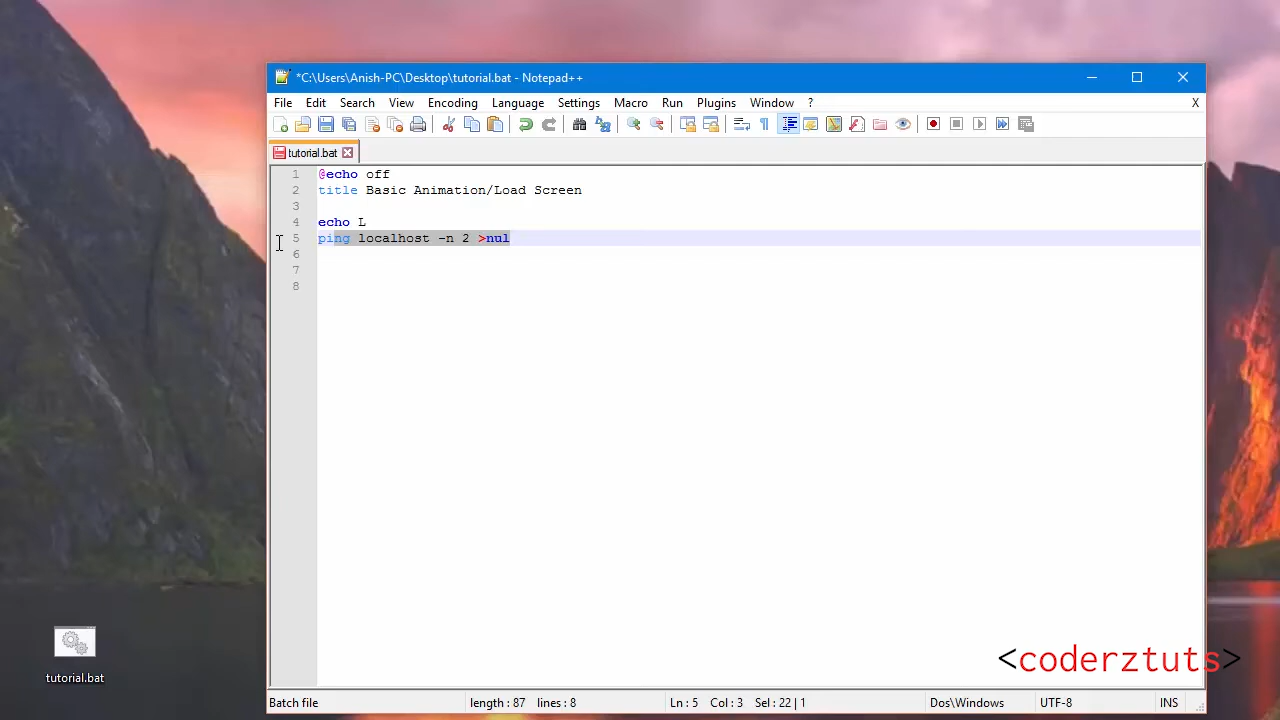 *C:\Users\Anish-PC\Desktop\tutorial.bat - Notepad++
File Edit Search View Encoding Language Settings Macro Run Plugins Window ? X
tutorial.bat
1 @echo off
2 title Basic Animation/Load Screen
3
4 echo L
5 ping localhost -n 2 >nul
6
7
8
tutorial.bat
<coderztuts>
Batch file length : 87 lines : 8 Ln : 5 Col : 3 Sel : 22 | 1 Dos\Windows UTF-8 INS